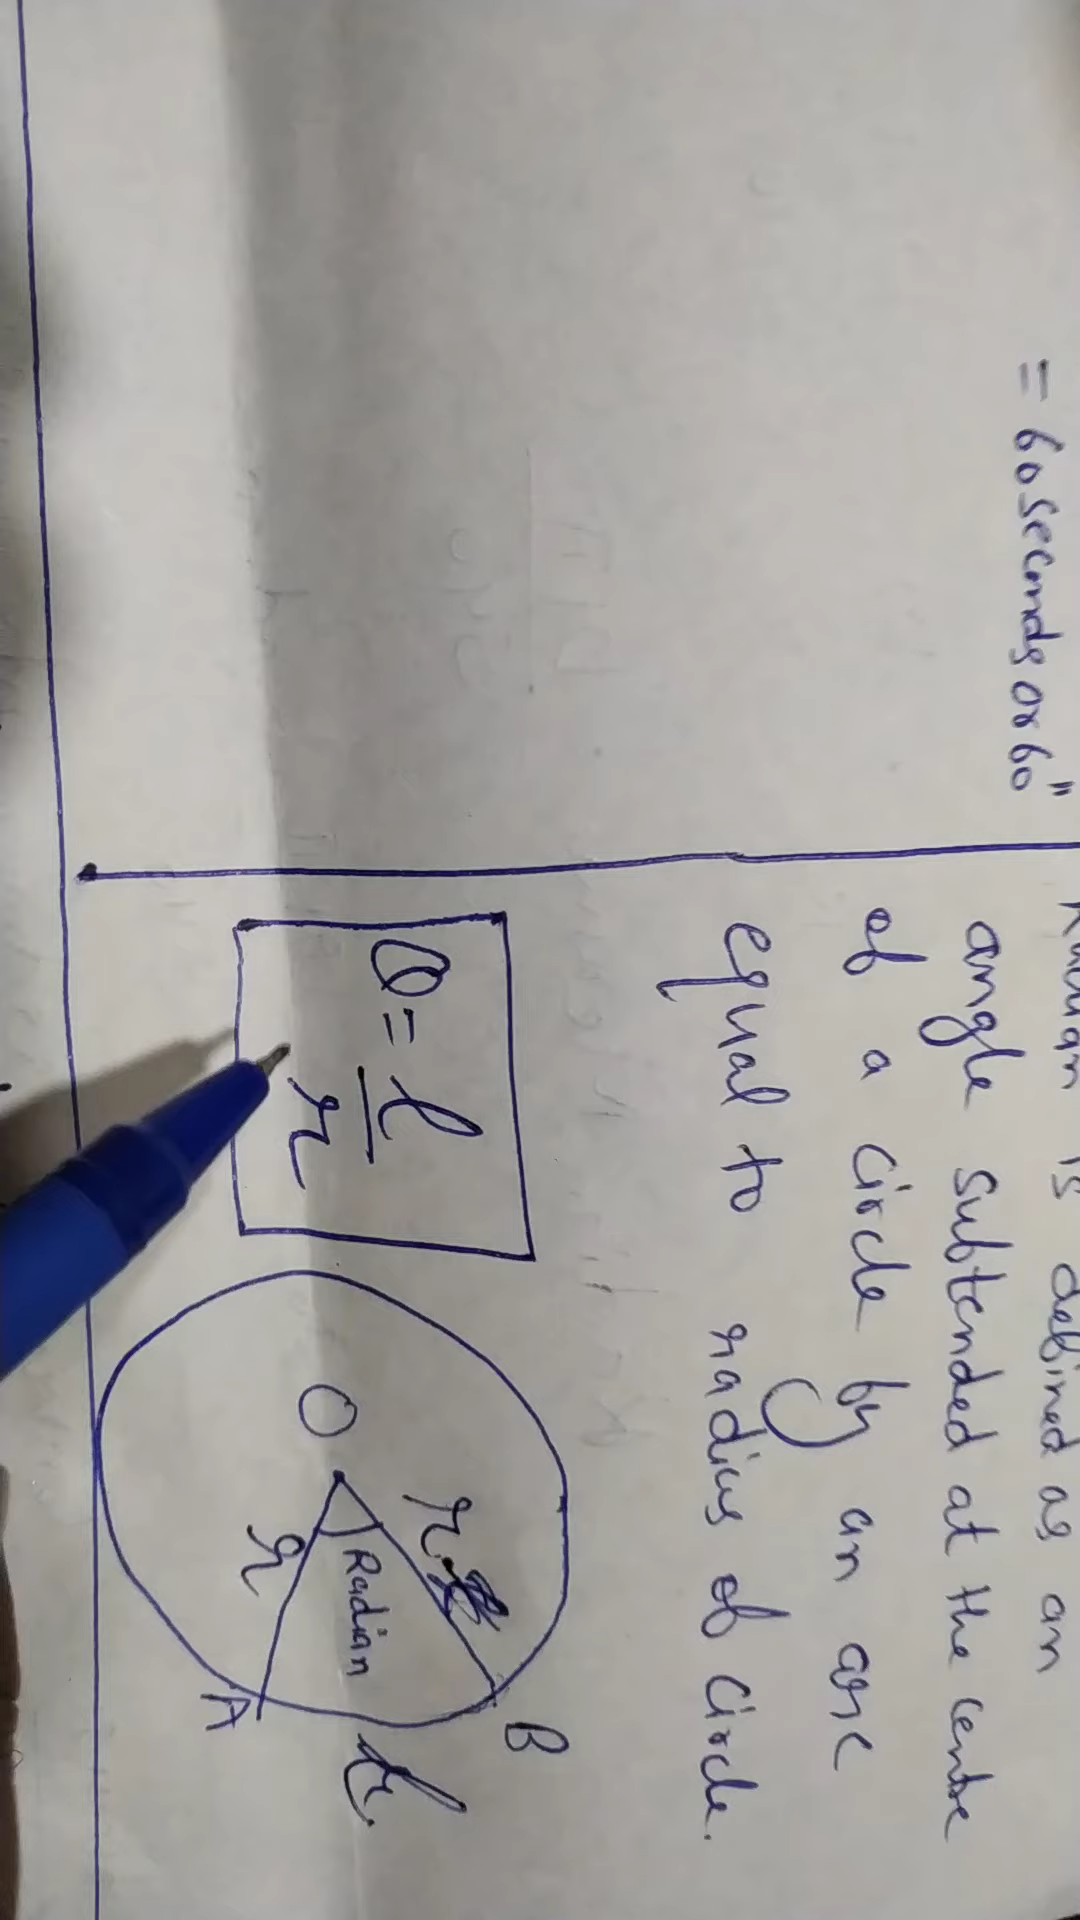 = 60 seconds or 60"
Radian is defined as an
angle subtended at the centre
of a circle by an arc
equal to radius of circle.
θ = l
r
O
r
r
Radian
A
B